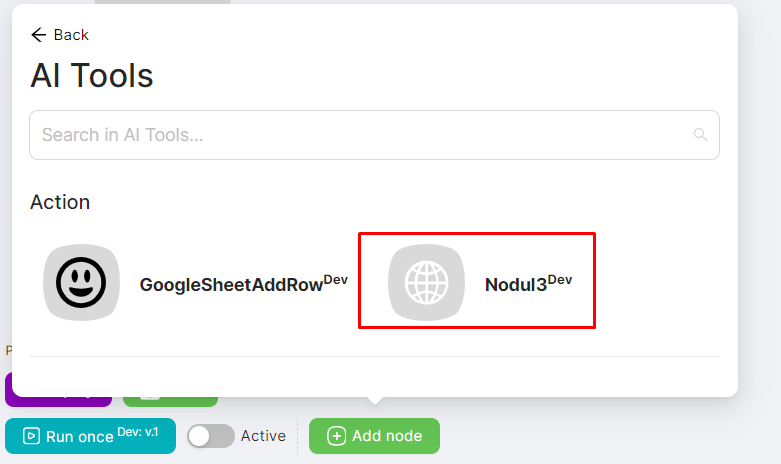 Back
AI Tools
Search in AI Tools...
Action
GoogleSheetAddRow Dev
Nodul3 Dev
P
Run once Dev: v.1
Active
Add node